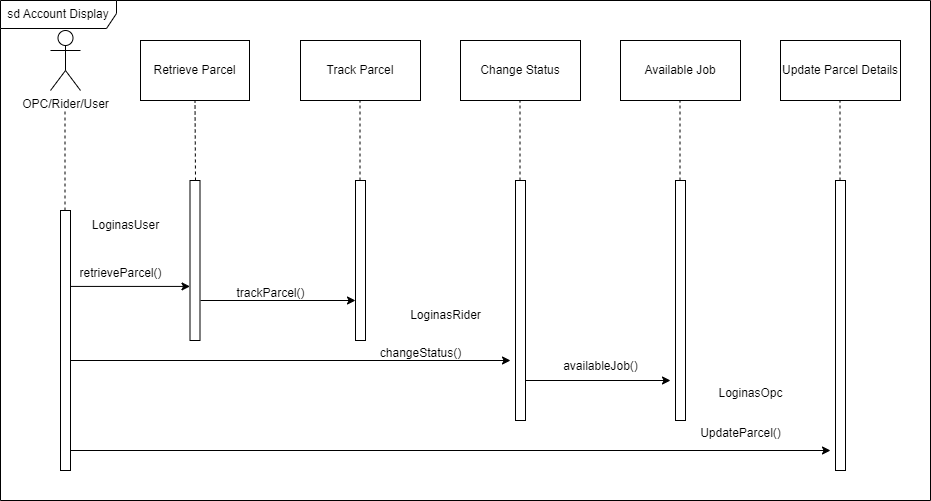 sd Account Display
OPC/Rider/User
Retrieve Parcel
Track Parcel
Change Status
Available Job
Update Parcel Details
LoginasUser
retrieveParcel()
trackParcel()
LoginasRider
changeStatus()
availableJob()
LoginasOpc
UpdateParcel()